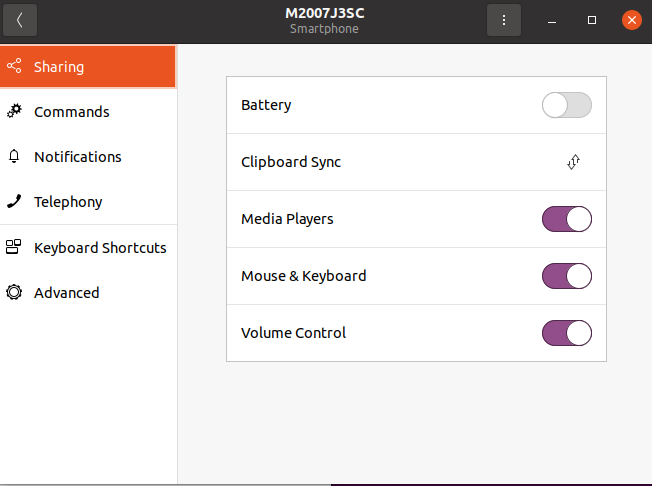 M2007J3SC
Smartphone
Sharing
Commands
Notifications
Telephony
Keyboard Shortcuts
Advanced
Battery
Clipboard Sync
Media Players
Mouse & Keyboard
Volume Control